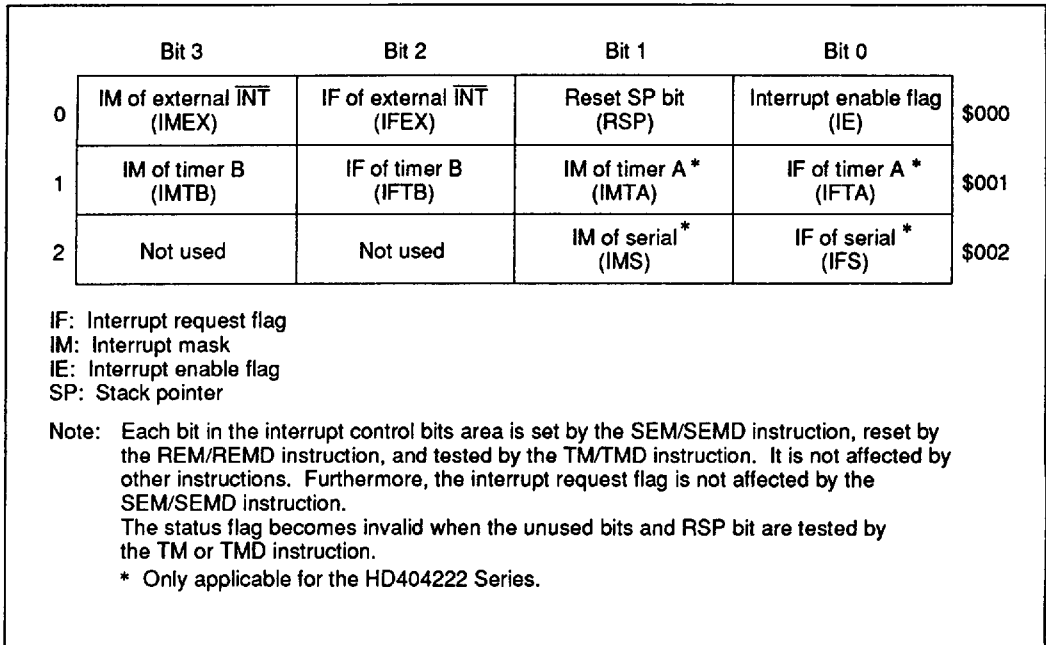 Bit 3 Bit 2 Bit 1 Bit 0
0 IM of external I̅N̅T̅ (IMEX) IF of external I̅N̅T̅ (IFEX) Reset SP bit (RSP) Interrupt enable flag (IE) $000
1 IM of timer B (IMTB) IF of timer B (IFTB) IM of timer A* (IMTA) IF of timer A* (IFTA) $001
2 Not used Not used IM of serial* (IMS) IF of serial* (IFS) $002
IF: Interrupt request flag
IM: Interrupt mask
IE: Interrupt enable flag
SP: Stack pointer
Note: Each bit in the interrupt control bits area is set by the SEM/SEMD instruction, reset by
the REM/REMD instruction, and tested by the TM/TMD instruction. It is not affected by
other instructions. Furthermore, the interrupt request flag is not affected by the
SEM/SEMD instruction.
The status flag becomes invalid when the unused bits and RSP bit are tested by
the TM or TMD instruction.
* Only applicable for the HD404222 Series.